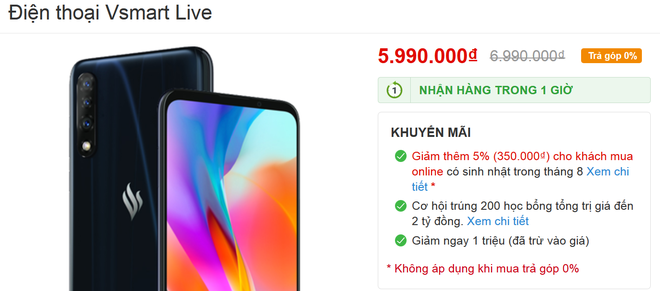 Điện thoại Vsmart Live
5.990.000₫ 6.990.000₫ Trả góp 0%
1 NHẬN HÀNG TRONG 1 GIỜ
KHUYẾN MÃI
Giảm thêm 5% (350.000₫) cho khách mua
online có sinh nhật trong tháng 8 Xem chi
tiết *
Cơ hội trúng 200 học bổng tổng trị giá đến
2 tỷ đồng. Xem chi tiết
Giảm ngay 1 triệu (đã trừ vào giá)
* Không áp dụng khi mua trả góp 0%